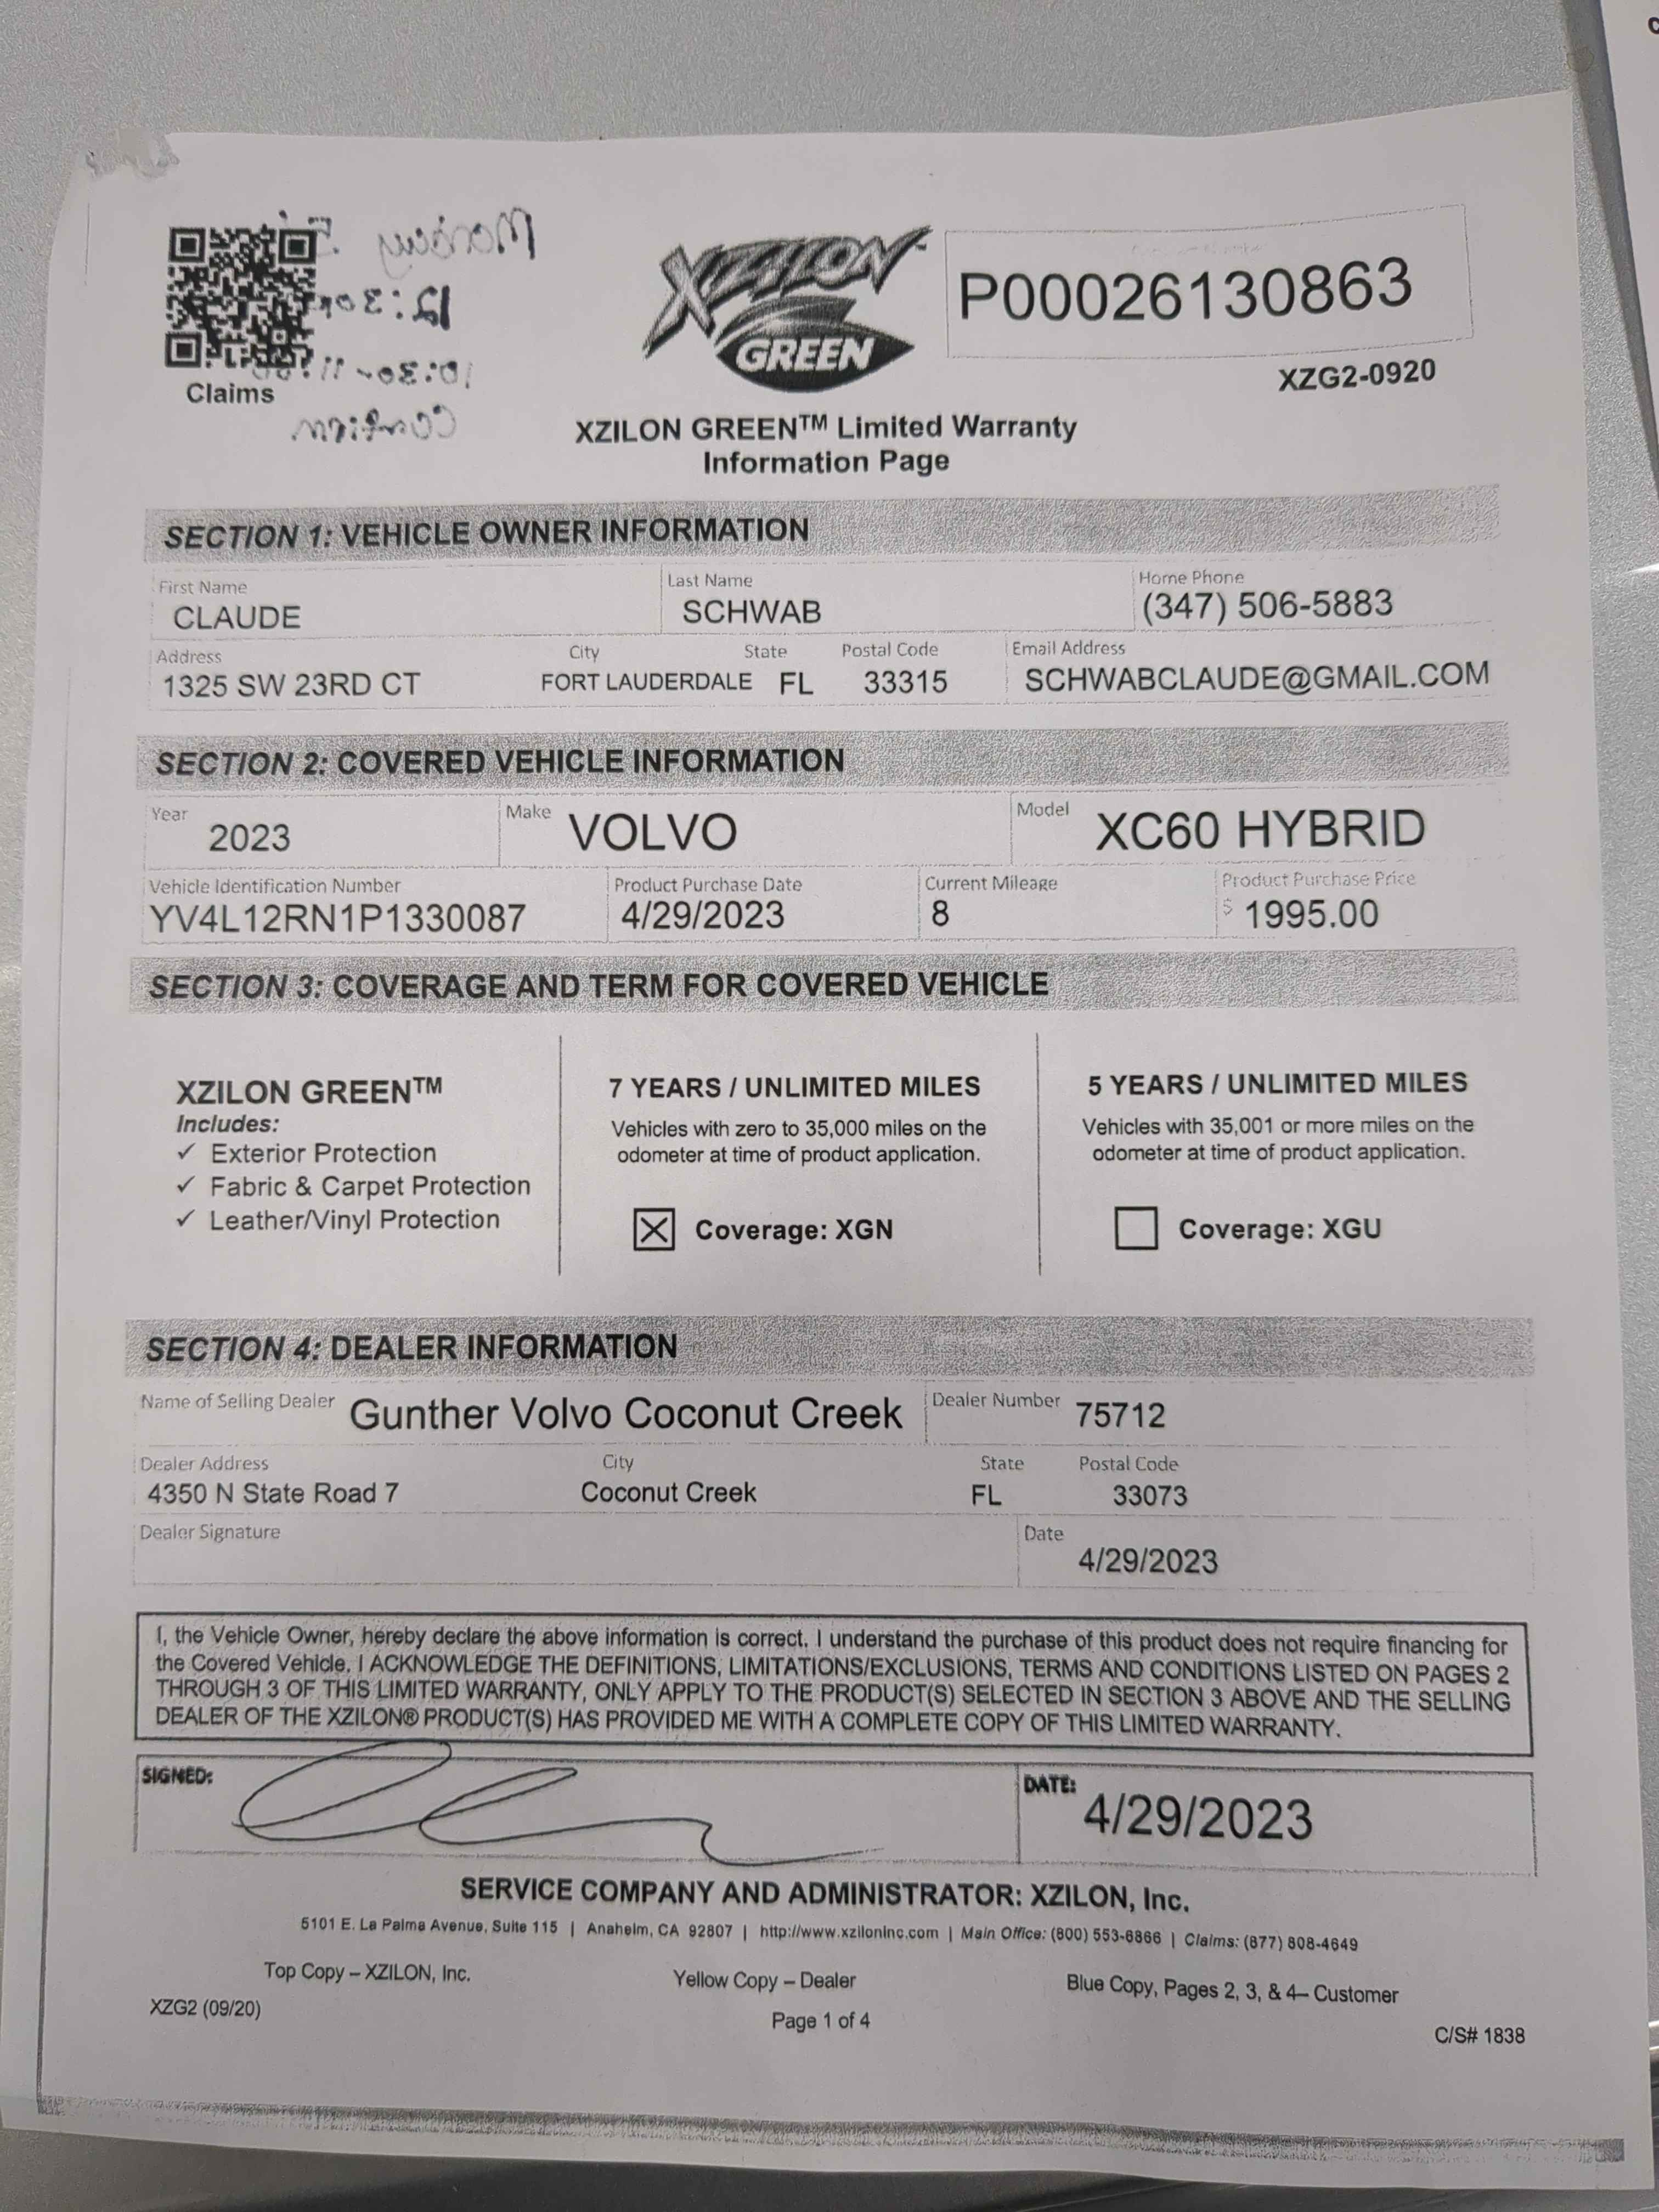 XZILON
GREEN
P00026130863
XZG2-0920
Claims
XZILON GREEN™ Limited Warranty
Information Page
SECTION 1: VEHICLE OWNER INFORMATION
First Name Last Name Home Phone
CLAUDE SCHWAB (347) 506-5883
Address City State Postal Code Email Address
1325 SW 23RD CT FORT LAUDERDALE FL 33315 SCHWABCLAUDE@GMAIL.COM
SECTION 2: COVERED VEHICLE INFORMATION
Year Make Model
2023 VOLVO XC60 HYBRID
Vehicle Identification Number Product Purchase Date Current Mileage Product Purchase Price
YV4L12RN1P1330087 4/29/2023 8 $ 1995.00
SECTION 3: COVERAGE AND TERM FOR COVERED VEHICLE
XZILON GREEN™
Includes:
✓ Exterior Protection
✓ Fabric & Carpet Protection
✓ Leather/Vinyl Protection
7 YEARS / UNLIMITED MILES
Vehicles with zero to 35,000 miles on the
odometer at time of product application.
☒ Coverage: XGN
5 YEARS / UNLIMITED MILES
Vehicles with 35,001 or more miles on the
odometer at time of product application.
☐ Coverage: XGU
SECTION 4: DEALER INFORMATION
Name of Selling Dealer Gunther Volvo Coconut Creek Dealer Number 75712
Dealer Address City State Postal Code
4350 N State Road 7 Coconut Creek FL 33073
Dealer Signature Date
4/29/2023
I, the Vehicle Owner, hereby declare the above information is correct. I understand the purchase of this product does not require financing for
the Covered Vehicle. I ACKNOWLEDGE THE DEFINITIONS, LIMITATIONS/EXCLUSIONS, TERMS AND CONDITIONS LISTED ON PAGES 2
THROUGH 3 OF THIS LIMITED WARRANTY, ONLY APPLY TO THE PRODUCT(S) SELECTED IN SECTION 3 ABOVE AND THE SELLING
DEALER OF THE XZILON® PRODUCT(S) HAS PROVIDED ME WITH A COMPLETE COPY OF THIS LIMITED WARRANTY.
SIGNED: DATE: 4/29/2023
SERVICE COMPANY AND ADMINISTRATOR: XZILON, Inc.
5101 E. La Palma Avenue, Suite 115 | Anaheim, CA 92807 | http://www.xziloninc.com | Main Office: (800) 553-6866 | Claims: (877) 808-4649
Top Copy – XZILON, Inc. Yellow Copy – Dealer Blue Copy, Pages 2, 3, & 4– Customer
XZG2 (09/20) Page 1 of 4 C/S# 1838